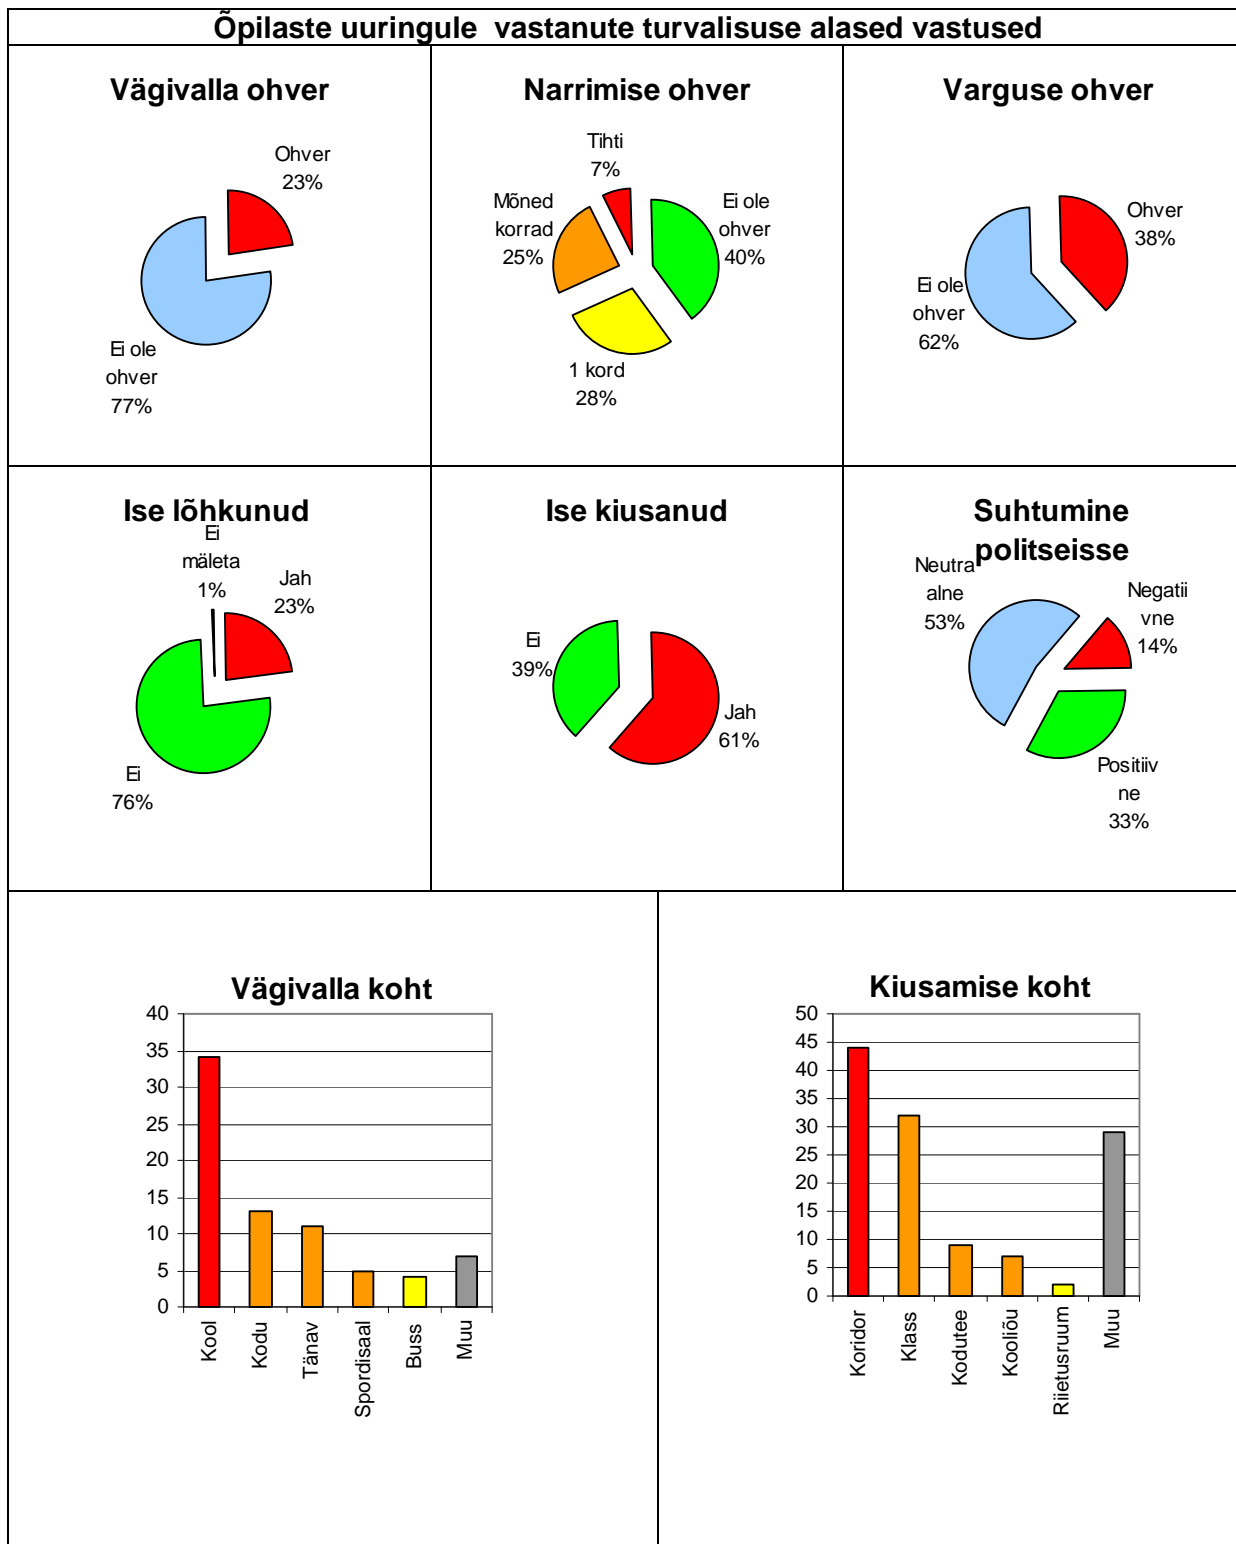 Õpilaste uuringule vastanute turvalisuse alased vastused
Vägivalla ohver
Ohver
23%
Ei ole
ohver
77%
Narrimise ohver
Tihti
7%
Mõned
korrad
25%
Ei ole
ohver
40%
1 kord
28%
Varguse ohver
Ohver
38%
Ei ole
ohver
62%
Ise lõhkunud
Ei
mäleta
1%
Jah
23%
Ei
76%
Ise kiusanud
Ei
39%
Jah
61%
Suhtumine
politseisse
Neutra
alne
53%
Negatii
vne
14%
Positiiv
ne
33%
Vägivalla koht
40
35
30
25
20
15
10
5
0
Kool
Kodu
Tänav
Spordisaal
Buss
Muu
Kiusamise koht
50
45
40
35
30
25
20
15
10
5
0
Koridor
Klass
Kodutee
Kooliõu
Riietusruum
Muu